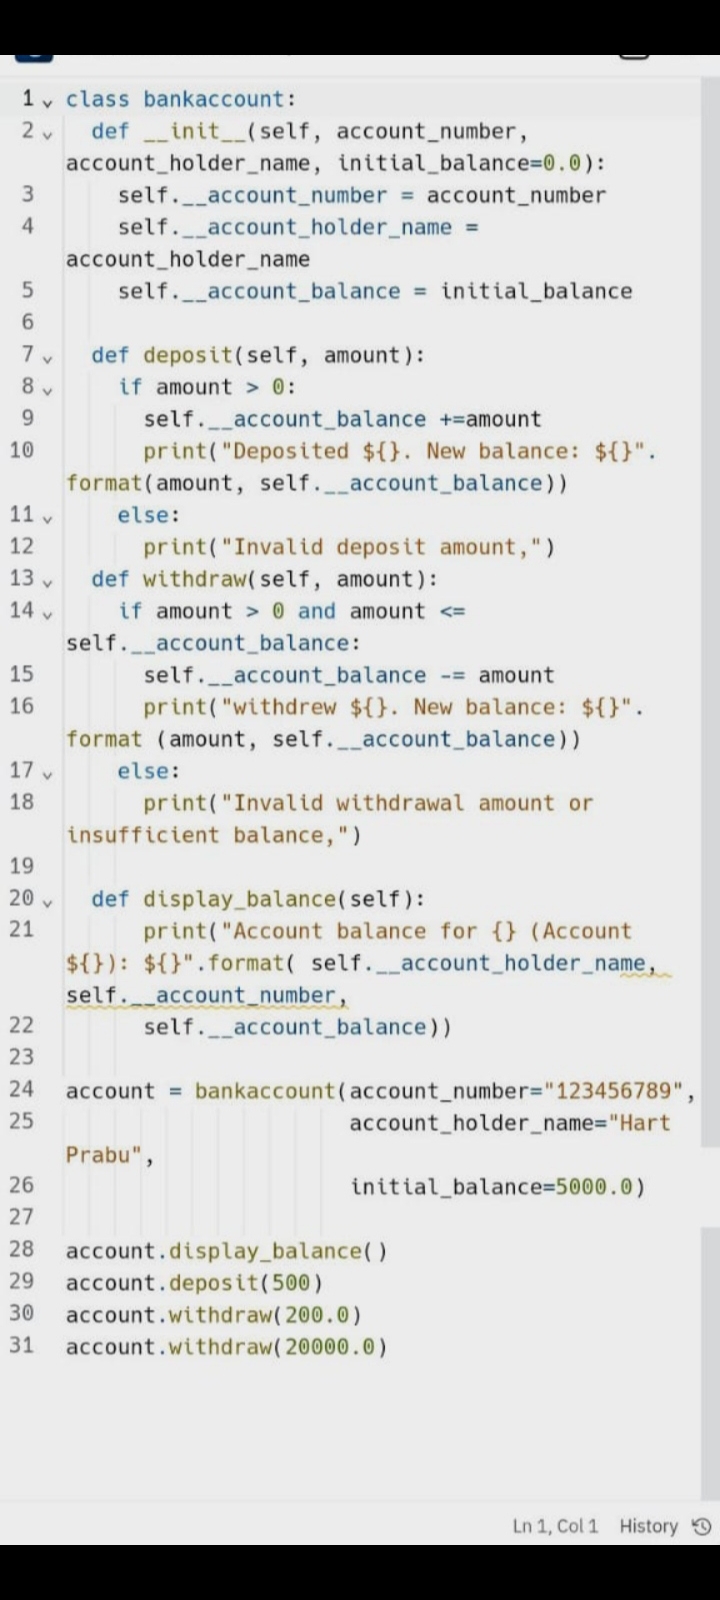 1 class bankaccount:
2 def __init__(self, account_number,
account_holder_name, initial_balance=0.0):
3 self.__account_number = account_number
4 self.__account_holder_name =
account_holder_name
5 self.__account_balance = initial_balance
6
7 def deposit(self, amount):
8 if amount > 0:
9 self.__account_balance +=amount
10 print("Deposited ${}. New balance: ${}".
format(amount, self.__account_balance))
11 else:
12 print("Invalid deposit amount,")
13 def withdraw(self, amount):
14 if amount > 0 and amount <=
self.__account_balance:
15 self.__account_balance -= amount
16 print("withdrew ${}. New balance: ${}".
format (amount, self.__account_balance))
17 else:
18 print("Invalid withdrawal amount or
insufficient balance,")
19
20 def display_balance(self):
21 print("Account balance for {} (Account
${}): ${}".format( self.__account_holder_name,
self.__account_number,
22 self.__account_balance))
23
24 account = bankaccount(account_number="123456789",
25 account_holder_name="Hart
Prabu",
26 initial_balance=5000.0)
27
28 account.display_balance()
29 account.deposit(500)
30 account.withdraw(200.0)
31 account.withdraw(20000.0)
Ln 1, Col 1 History